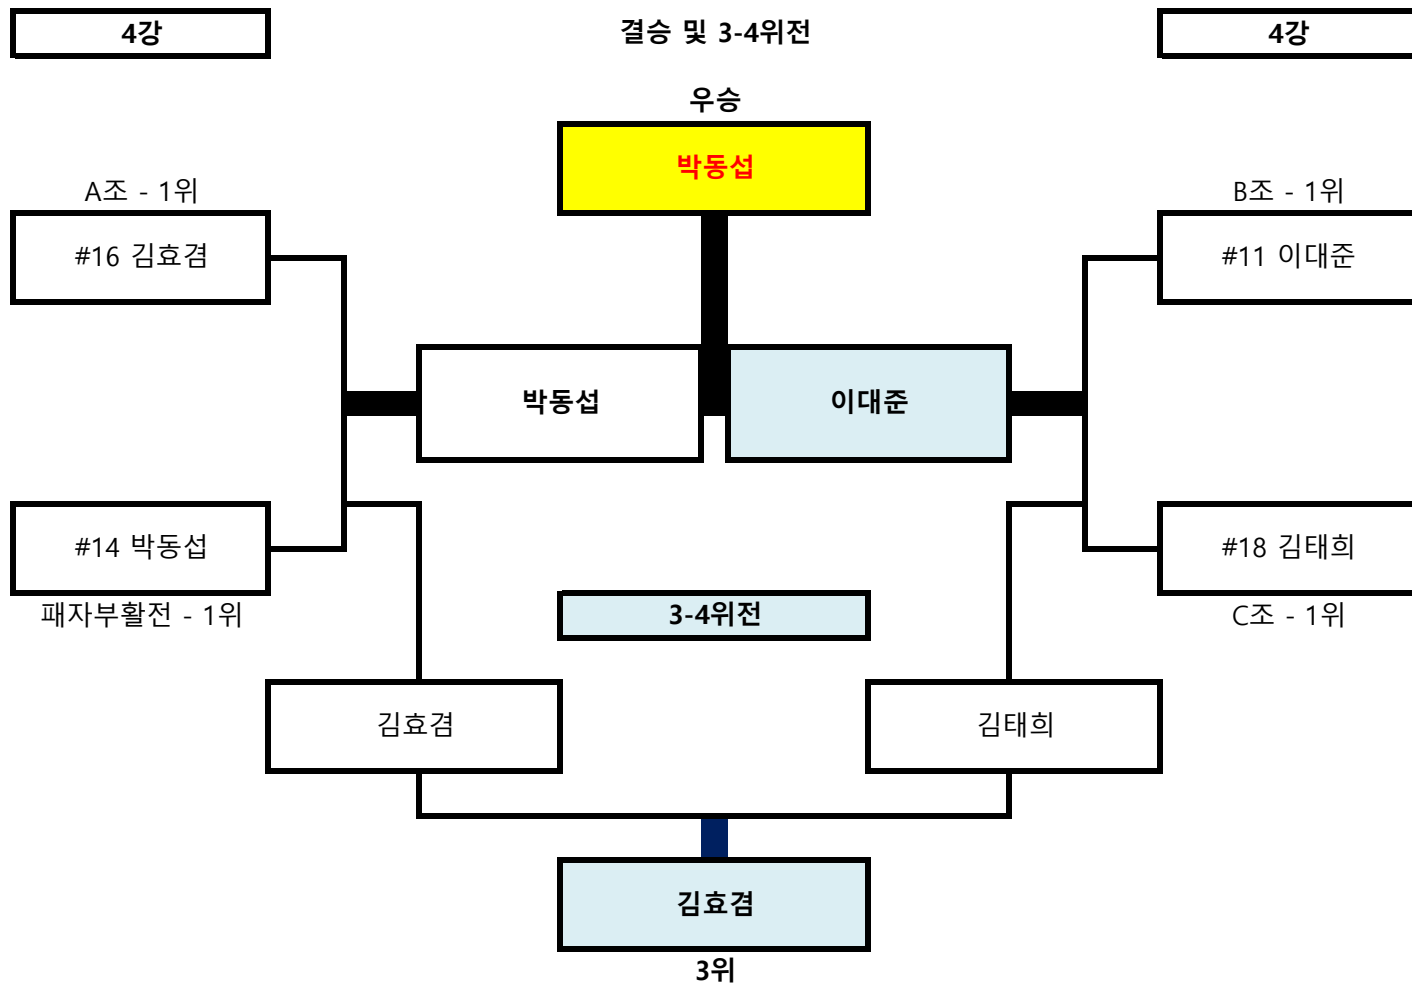 4강
결승 및 3-4위전
4강
우승
박동섭
A조 - 1위
B조 - 1위
#16 김효겸
#11 이대준
박동섭
이대준
#14 박동섭
#18 김태희
패자부활전 - 1위
3-4위전
C조 - 1위
김효겸
김태희
김효겸
3위